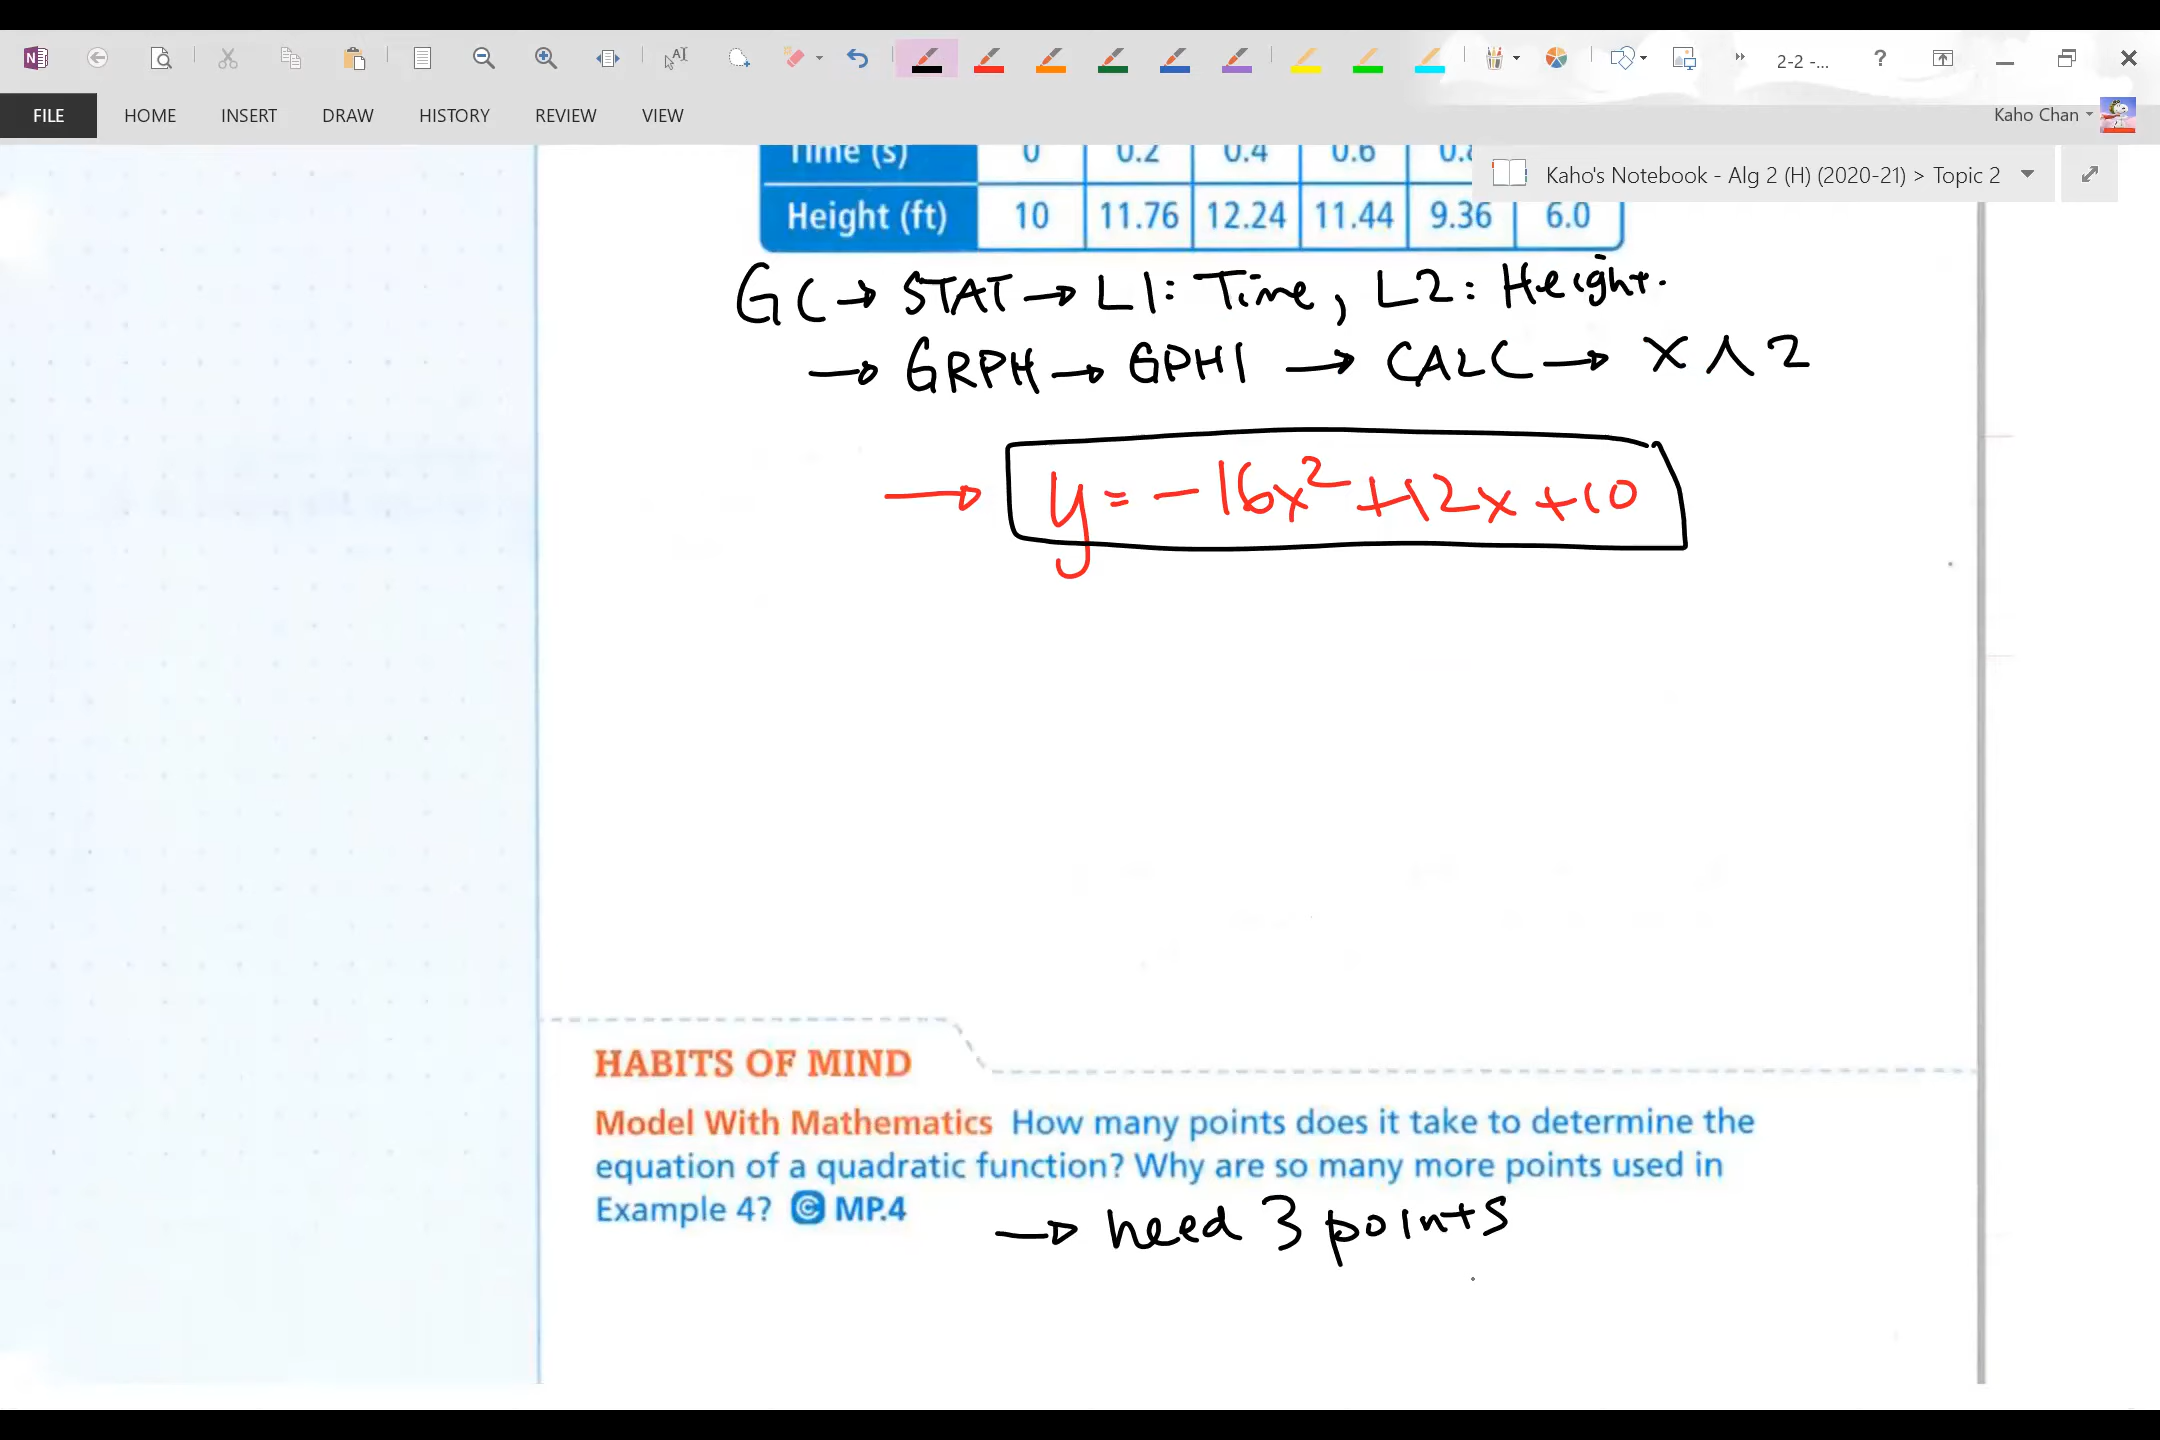 2-2 -...
FILE HOME INSERT DRAW HISTORY REVIEW VIEW Kaho Chan
Kaho's Notebook - Alg 2 (H) (2020-21) > Topic 2
Time (s) 0 0.2 0.4 0.6
Height (ft) 10 11.76 12.24 11.44 9.36 6.0
GC → STAT → L1: Time, L2: Height.
→ GRPH → GPH1 → CALC → X ^ 2
→ y = -16x² + 12x + 10
HABITS OF MIND
Model With Mathematics How many points does it take to determine the
equation of a quadratic function? Why are so many more points used in
Example 4? © MP.4
→ need 3 points